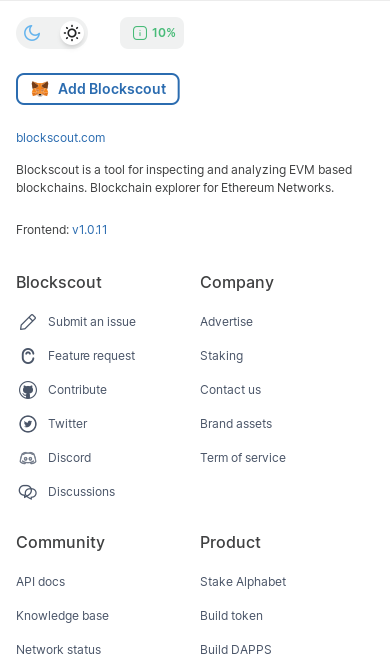 10%
Add Blockscout
blockscout.com
Blockscout is a tool for inspecting and analyzing EVM based
blockchains. Blockchain explorer for Ethereum Networks.
Frontend: v1.0.11
Blockscout
Submit an issue
Feature request
Contribute
Twitter
Discord
Discussions
Company
Advertise
Staking
Contact us
Brand assets
Term of service
Community
API docs
Knowledge base
Network status
Product
Stake Alphabet
Build token
Build DAPPS